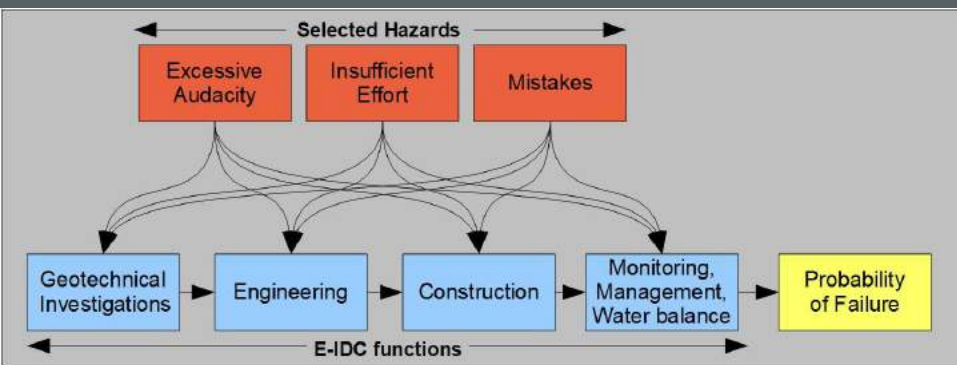 Selected Hazards
Excessive
Audacity
Insufficient
Effort
Mistakes
Geotechnical
Investigations
Engineering
Construction
Monitoring,
Management,
Water balance
Probability
of Failure
E-IDC functions